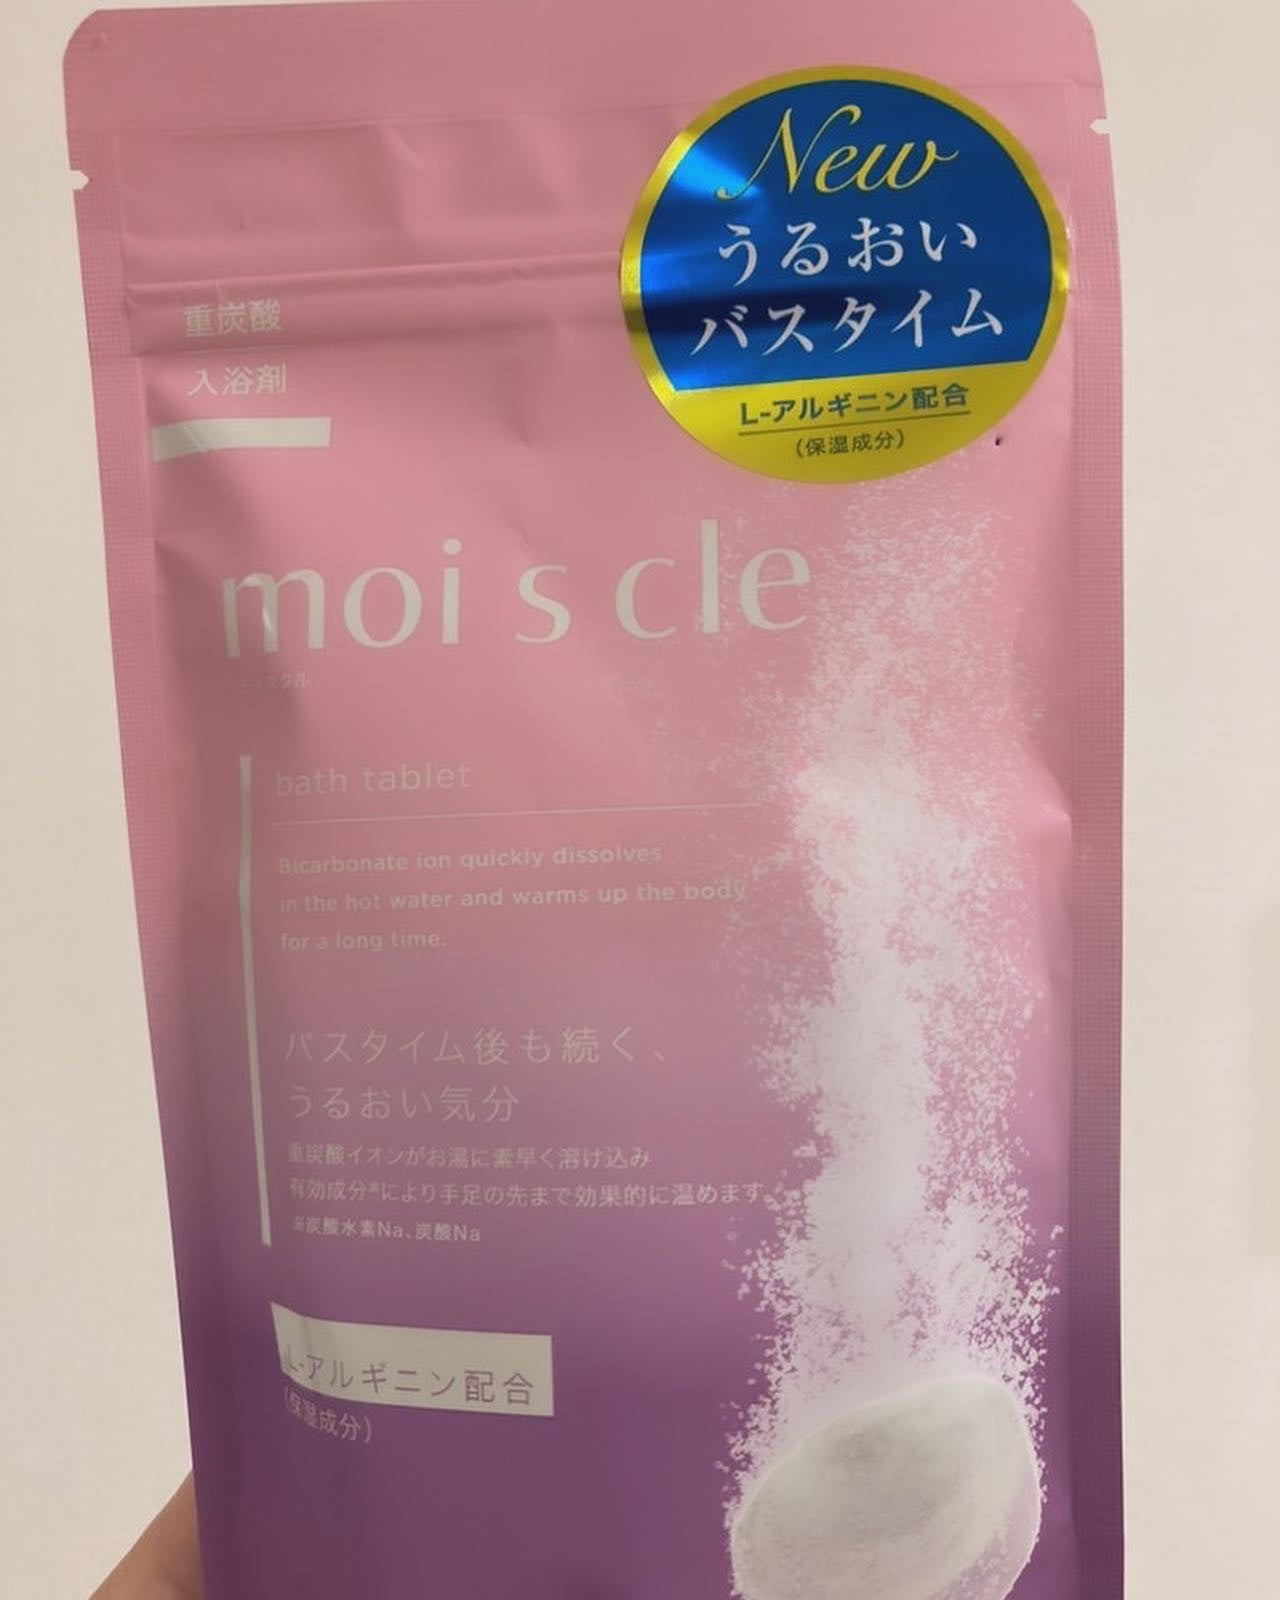 New
うるおい
バスタイム
L-アルギニン配合
(保湿成分)
重炭酸
入浴剤
moi s cle
モイスクル
bath tablet
Bicarbonate ion quickly dissolves
in the hot water and warms up the body
for a long time.
バスタイム後も続く、
うるおい気分
重炭酸イオンがお湯に素早く溶け込み
有効成分※により手足の先まで効果的に温めます。
※炭酸水素Na、炭酸Na
L-アルギニン配合
(保湿成分)